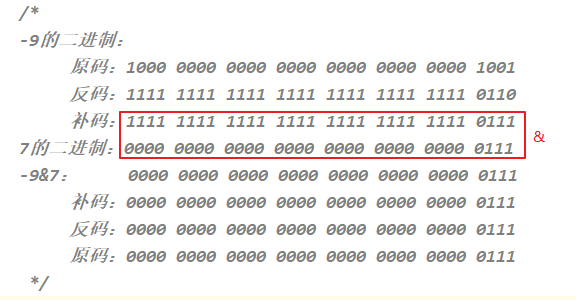 /*
-9的二进制：
原码：1000 0000 0000 0000 0000 0000 0000 1001
反码：1111 1111 1111 1111 1111 1111 1111 0110
补码：1111 1111 1111 1111 1111 1111 1111 0111
7的二进制：0000 0000 0000 0000 0000 0000 0000 0111
&
-9&7： 0000 0000 0000 0000 0000 0000 0000 0111
补码：0000 0000 0000 0000 0000 0000 0000 0111
反码：0000 0000 0000 0000 0000 0000 0000 0111
原码：0000 0000 0000 0000 0000 0000 0000 0111
*/